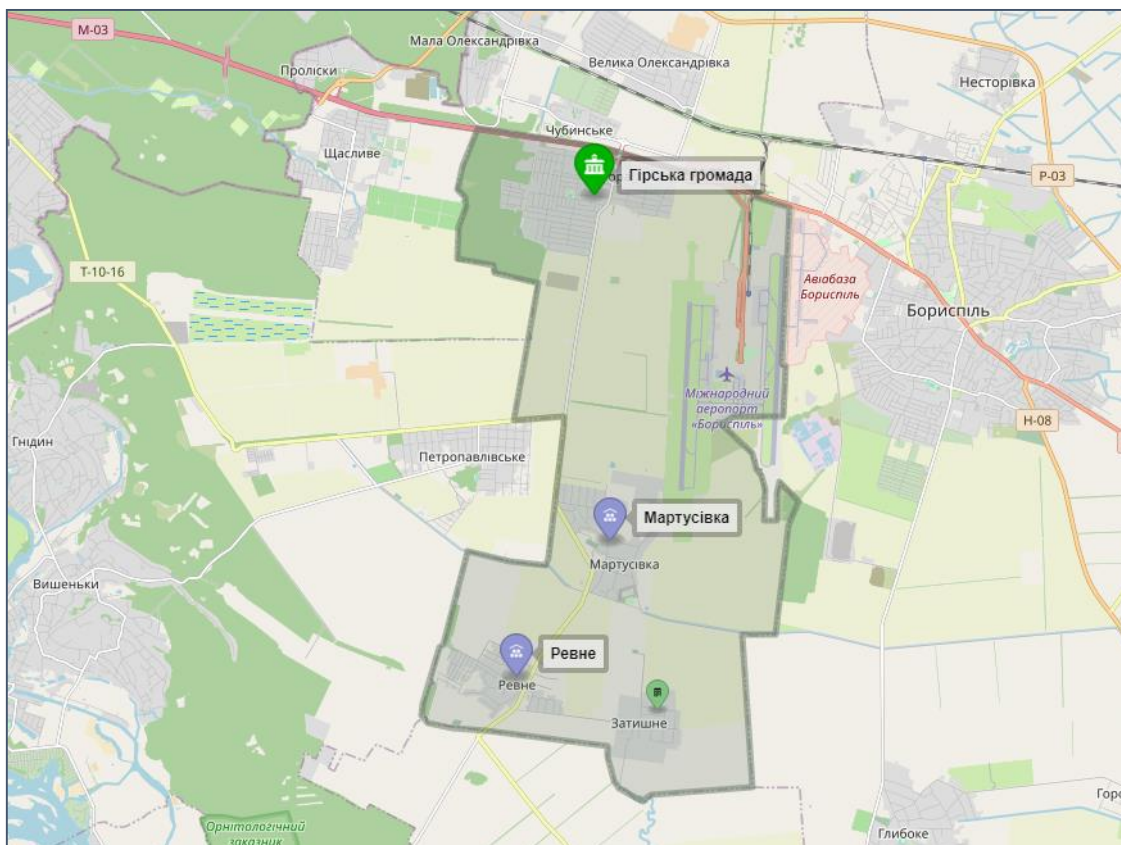 М-03
Мала Олександрівка
Проліски
Велика Олександрівка
Несторівка
Чубинське
Щасливе
Гірська громада
Р-03
Т-10-16
Авіабаза
Бориспіль
Бориспіль
Міжнародний
аеропорт
«Бориспіль»
Н-08
Гнідин
Петропавлівське
Мартусівка
Мартусівка
Вишеньки
Ревне
Ревне
Затишне
Орнітологічний
заказник
Глибоке